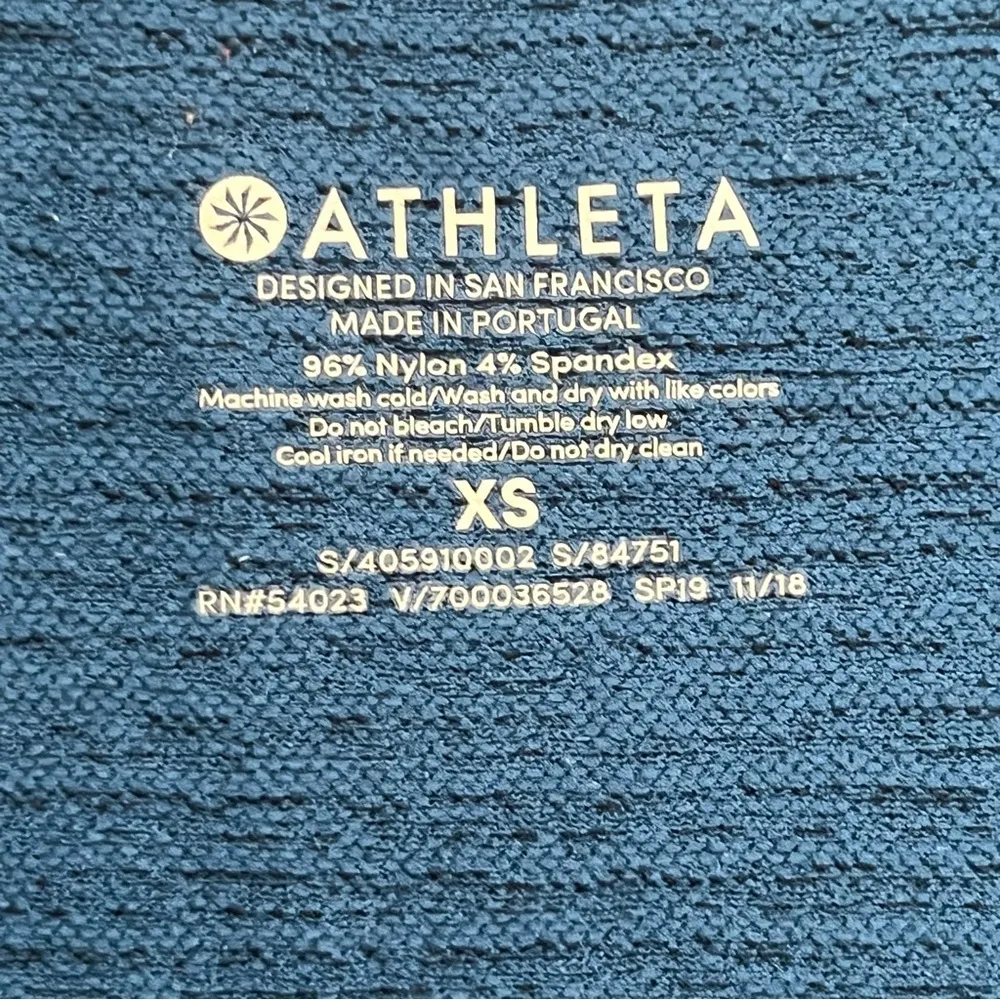 ATHLETA
DESIGNED IN SAN FRANCISCO
MADE IN PORTUGAL
96% Nylon 4% Spandex
Machine wash cold/Wash and dry with like colors
Do not bleach/Tumble dry low
Cool iron if needed/Do not dry clean
XS
S/405910002 S/84751
RN#54023 V/700036528 SP19 11/18